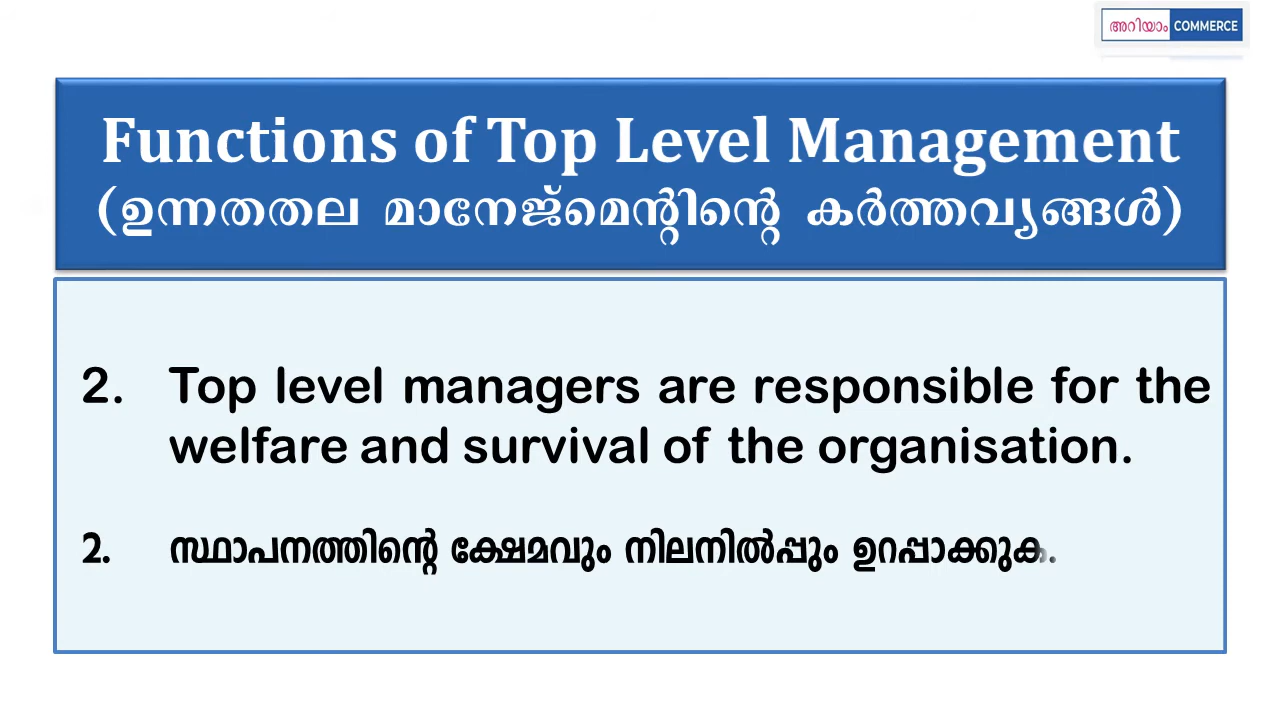 അറിയാം COMMERCE
Functions of Top Level Management
(ഉന്നതതല മാനേജ്മെന്റിന്റെ കർത്തവ്യങ്ങൾ)
2. Top level managers are responsible for the
welfare and survival of the organisation.
2. സ്ഥാപനത്തിന്റെ ക്ഷേമവും നിലനിൽപ്പും ഉറപ്പാക്കുക.